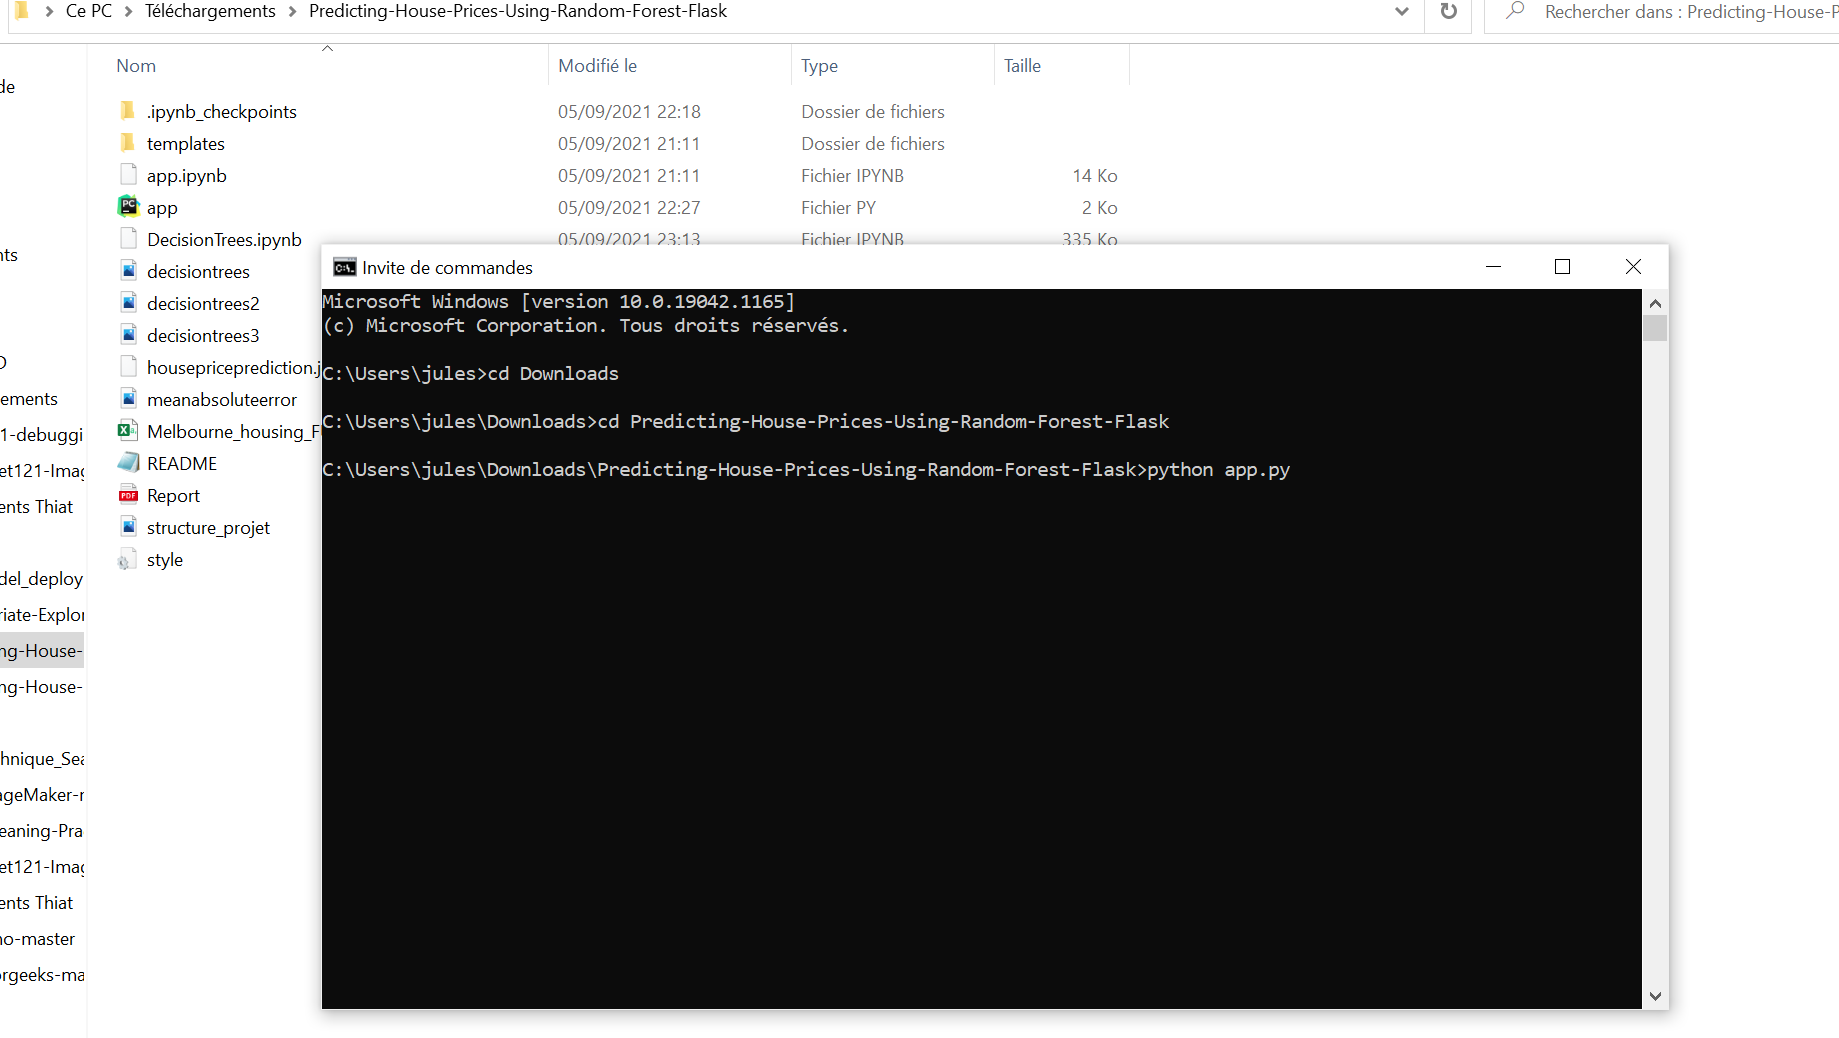 Ce PC > Téléchargements > Predicting-House-Prices-Using-Random-Forest-Flask
Rechercher dans : Predicting-House-P
Nom Modifié le Type Taille
.ipynb_checkpoints 05/09/2021 22:18 Dossier de fichiers
templates 05/09/2021 21:11 Dossier de fichiers
app.ipynb 05/09/2021 21:11 Fichier IPYNB 14 Ko
app 05/09/2021 22:27 Fichier PY 2 Ko
DecisionTrees.ipynb 05/09/2021 23:13 Fichier IPYNB 335 Ko
decisiontrees
decisiontrees2
decisiontrees3
housepriceprediction.j
meanabsoluteerror
Melbourne_housing_F
README
Report
structure_projet
style
de
nts
O
ements
1-debuggi
et121-Imag
ents Thiat
del_deploy
riate-Explor
ng-House-
ng-House-
hnique_Sea
ageMaker-r
eaning-Pra
et121-Imag
ents Thiat
no-master
orgeeks-ma
Invite de commandes
Microsoft Windows [version 10.0.19042.1165]
(c) Microsoft Corporation. Tous droits réservés.
C:\Users\jules>cd Downloads
C:\Users\jules\Downloads>cd Predicting-House-Prices-Using-Random-Forest-Flask
C:\Users\jules\Downloads\Predicting-House-Prices-Using-Random-Forest-Flask>python app.py